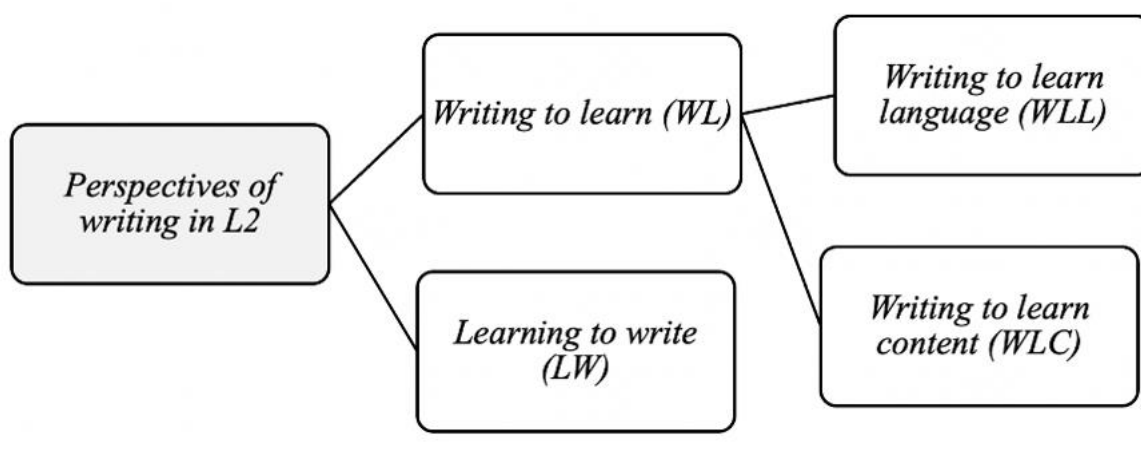 Perspectives of
writing in L2
Writing to learn (WL)
Learning to write
(LW)
Writing to learn
language (WLL)
Writing to learn
content (WLC)